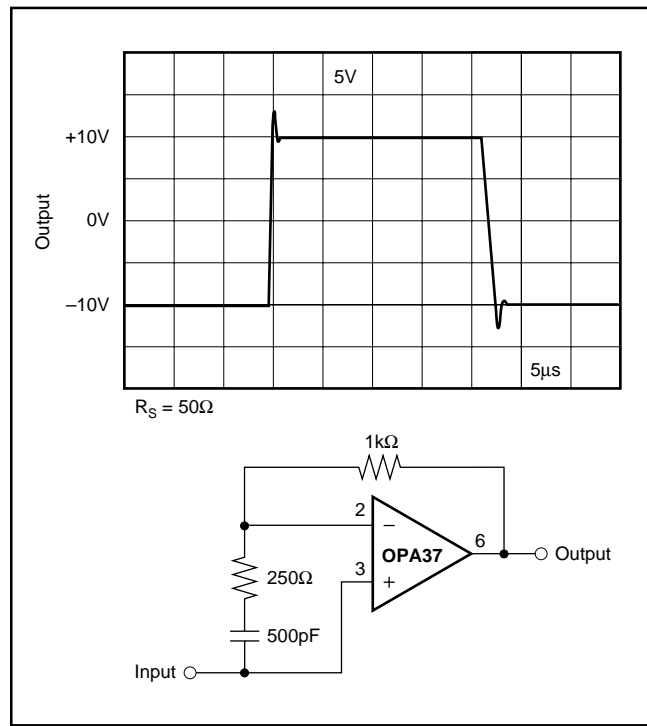 5V
+10V
Output
0V
–10V
5µs
R_S = 50Ω
1kΩ
2
–
6
OPA37
Output
3
250Ω
+
500pF
Input